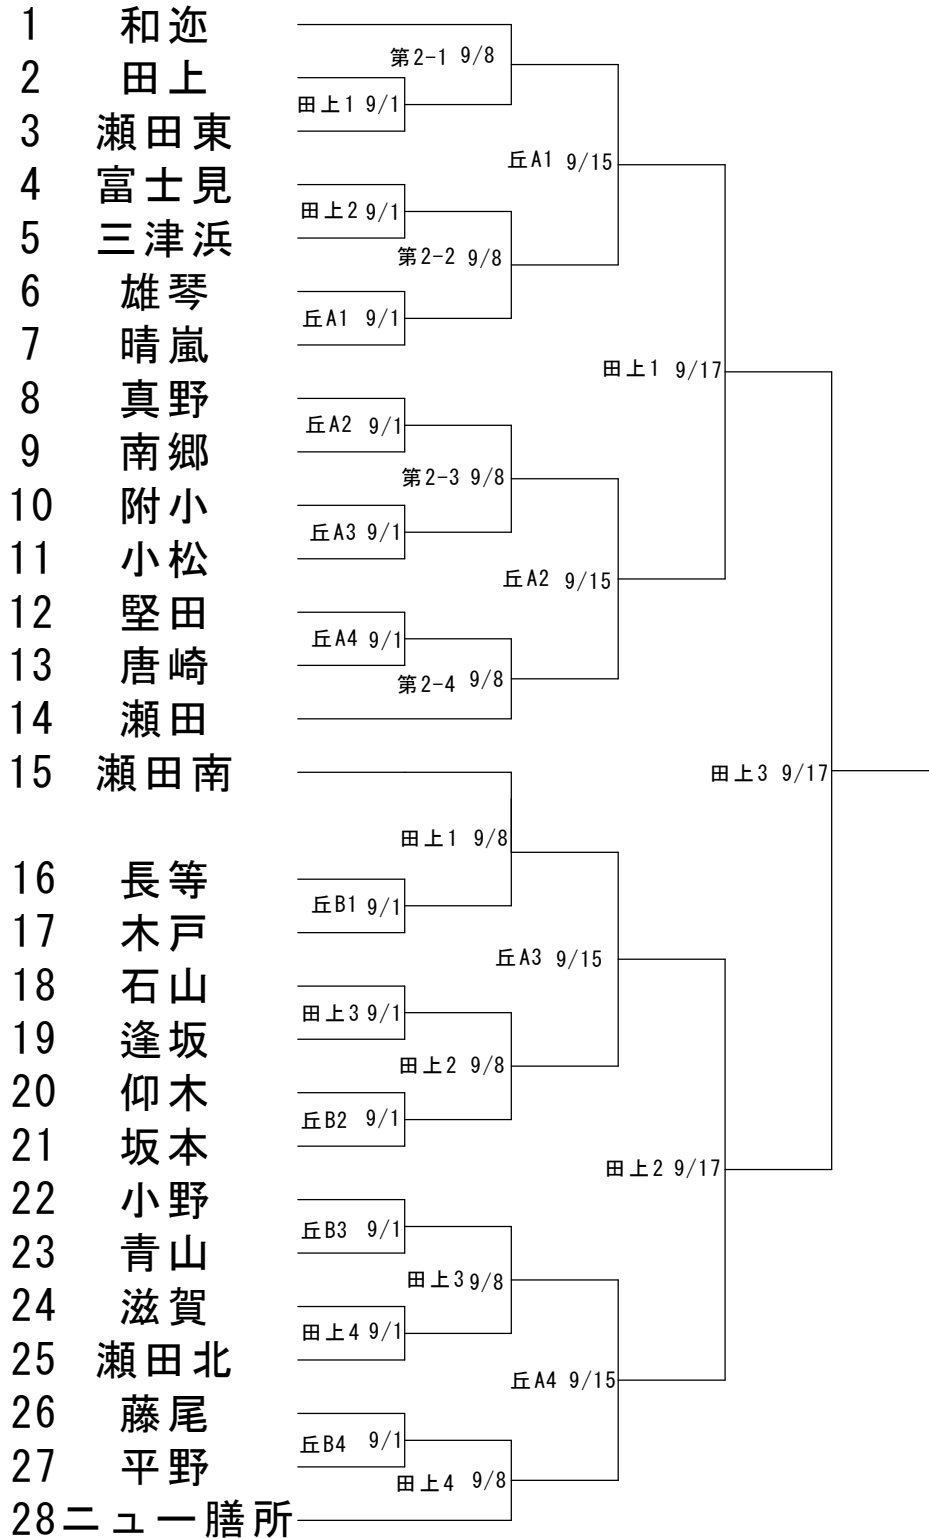 1 和迩
第2-1 9/8
2 田上
田上1 9/1
3 瀬田東
丘A1 9/15
4 富士見
田上2 9/1
5 三津浜
第2-2 9/8
6 雄琴
丘A1 9/1
7 晴嵐
田上1 9/17
8 真野
丘A2 9/1
9 南郷
第2-3 9/8
10 附小
丘A3 9/1
11 小松
丘A2 9/15
12 堅田
丘A4 9/1
13 唐崎
第2-4 9/8
14 瀬田
15 瀬田南
田上3 9/17
田上1 9/8
16 長等
丘B1 9/1
17 木戸
丘A3 9/15
18 石山
田上3 9/1
19 逢坂
田上2 9/8
20 仰木
丘B2 9/1
21 坂本
田上2 9/17
22 小野
丘B3 9/1
23 青山
田上3 9/8
24 滋賀
田上4 9/1
25 瀬田北
丘A4 9/15
26 藤尾
丘B4 9/1
27 平野
田上4 9/8
28 ニュー膳所